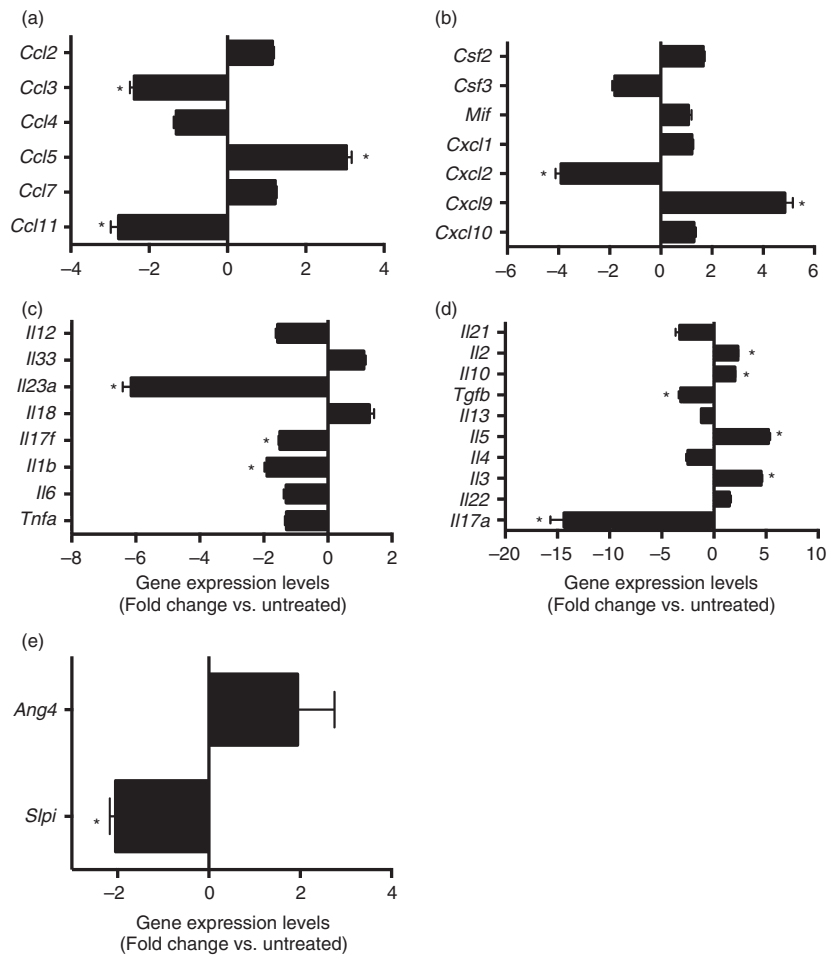 (a)
Ccl2
Ccl3
*
Ccl4
Ccl5
*
Ccl7
Ccl11
*
−4 −2 0 2 4
(b)
Csf2
Csf3
Mif
Cxcl1
Cxcl2
*
Cxcl9
*
Cxcl10
−6 −4 −2 0 2 4 6
(c)
Il12
Il33
Il23a
*
Il18
Il17f
*
Il1b
*
Il6
Tnfa
−8 −6 −4 −2 0 2
Gene expression levels
(Fold change vs. untreated)
(d)
Il21
Il2
*
Il10
*
Tgfb
*
Il13
Il5
*
Il4
Il3
*
Il22
Il17a
*
−20 −15 −10 −5 0 5 10
Gene expression levels
(Fold change vs. untreated)
(e)
Ang4
Slpi
*
−2 0 2 4
Gene expression levels
(Fold change vs. untreated)